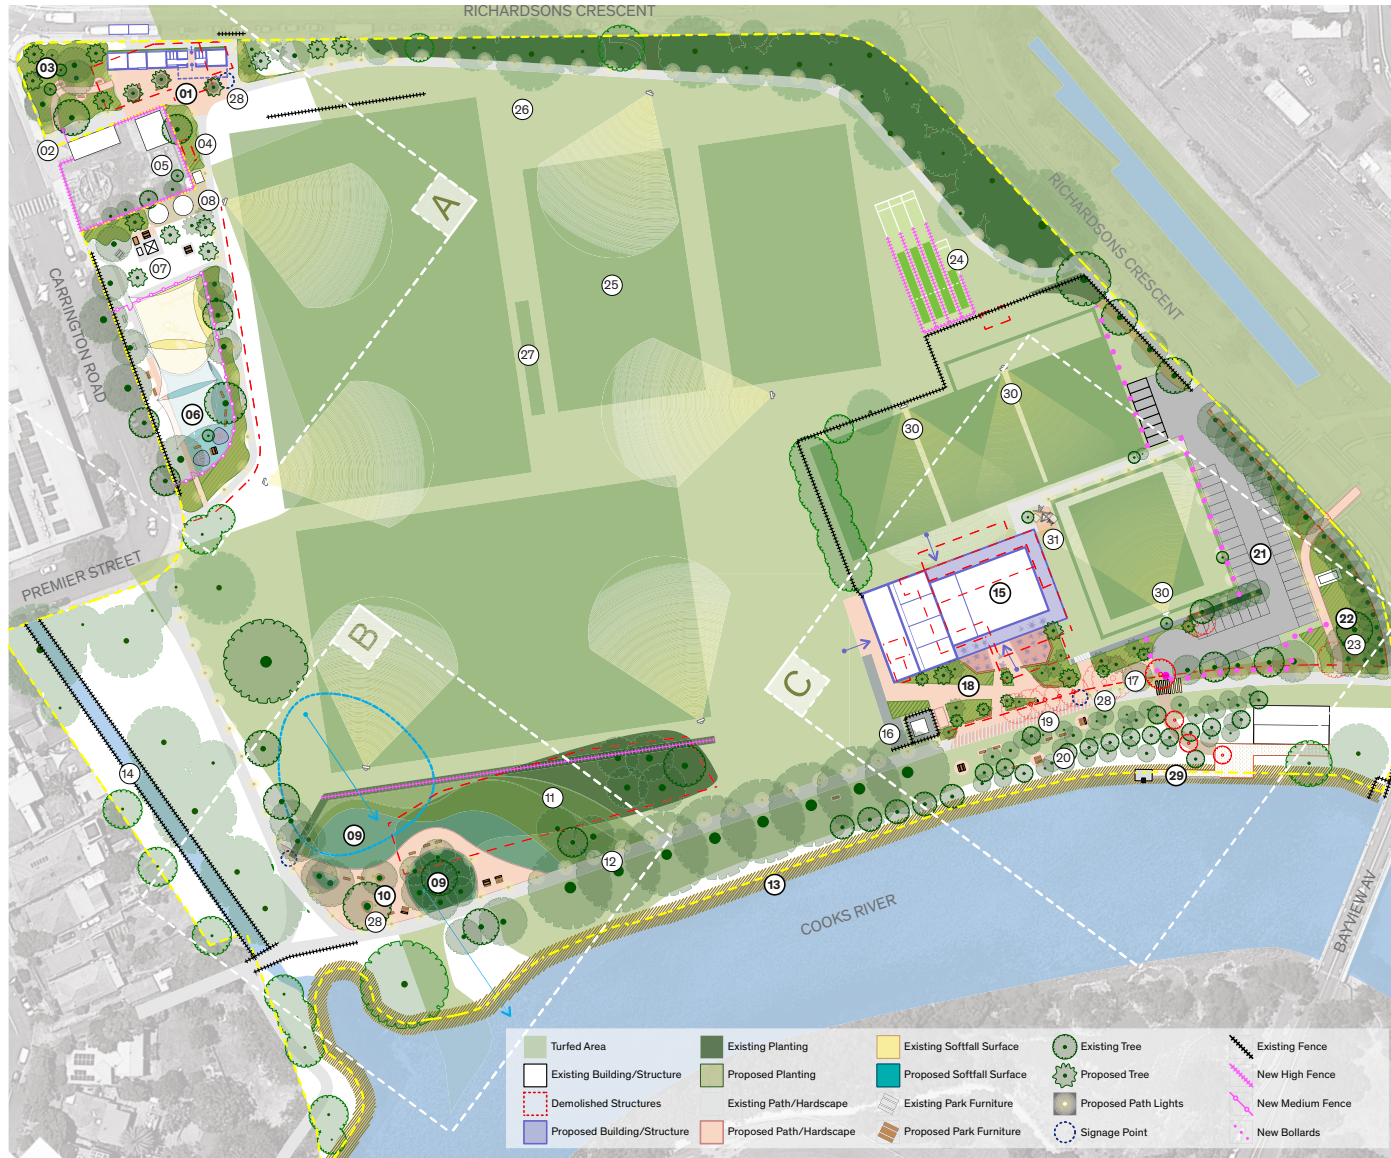 RICHARDSONS CRESCENT
03
01
28
26
02
04
05
08
A
RICHARDSONS CRESCENT
07
24
CARRINGTON ROAD
25
27
06
30
30
31
21
PREMIER STREET
15
30
22
23
B
C
18
17
28
16
19
20
29
14
11
09
12
09
13
10
28
COOKS RIVER
BAYVIEW AV
Turfed Area
Existing Building/Structure
Demolished Structures
Proposed Building/Structure
Existing Planting
Proposed Planting
Existing Path/Hardscape
Proposed Path/Hardscape
Existing Softfall Surface
Proposed Softfall Surface
Existing Park Furniture
Proposed Park Furniture
Existing Tree
Proposed Tree
Proposed Path Lights
Signage Point
Existing Fence
New High Fence
New Medium Fence
New Bollards